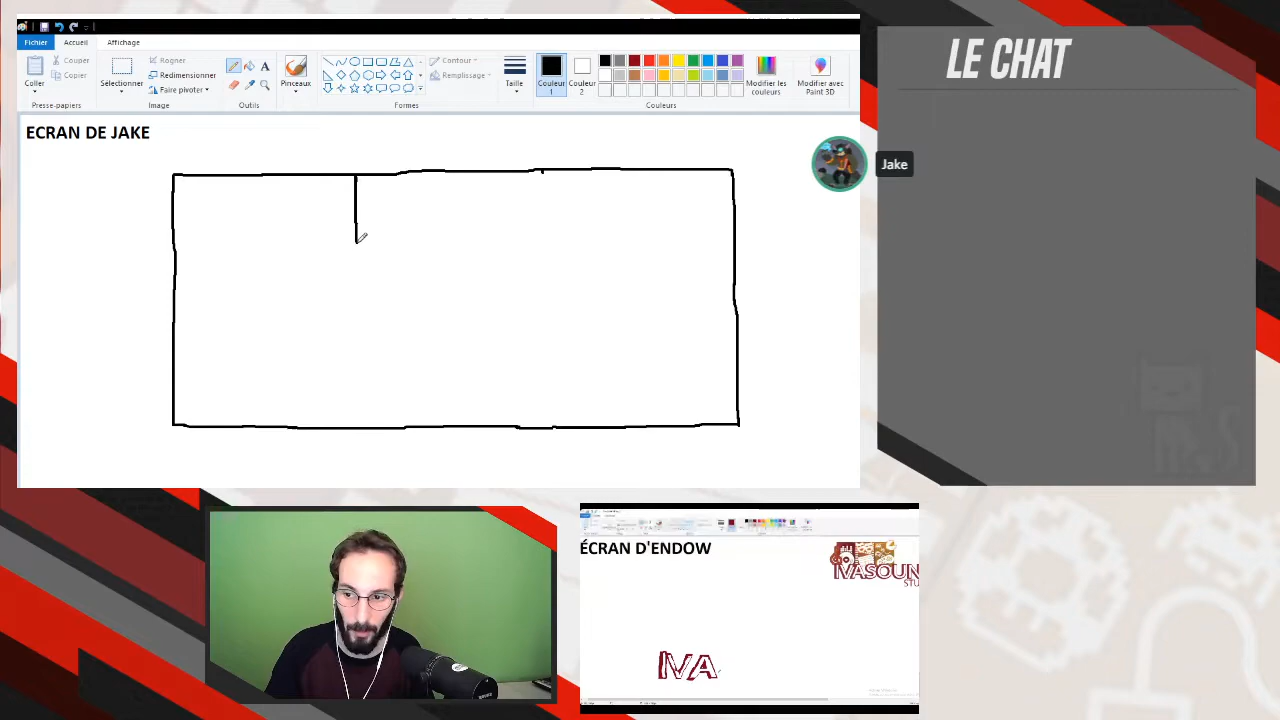 Fichier Accueil Affichage
Coller
Couper
Copier
Presse-papiers
Sélectionner
Rogner
Redimensionner
Faire pivoter
Image
A
Outils
Pinceaux
Contour
Remplissage
Formes
Taille
Couleur 1
Couleur 2
Modifier les couleurs
Modifier avec Paint 3D
Couleurs
ECRAN DE JAKE
LE CHAT
Jake
ÉCRAN D'ENDOW
IVASOUN
STU
IVA